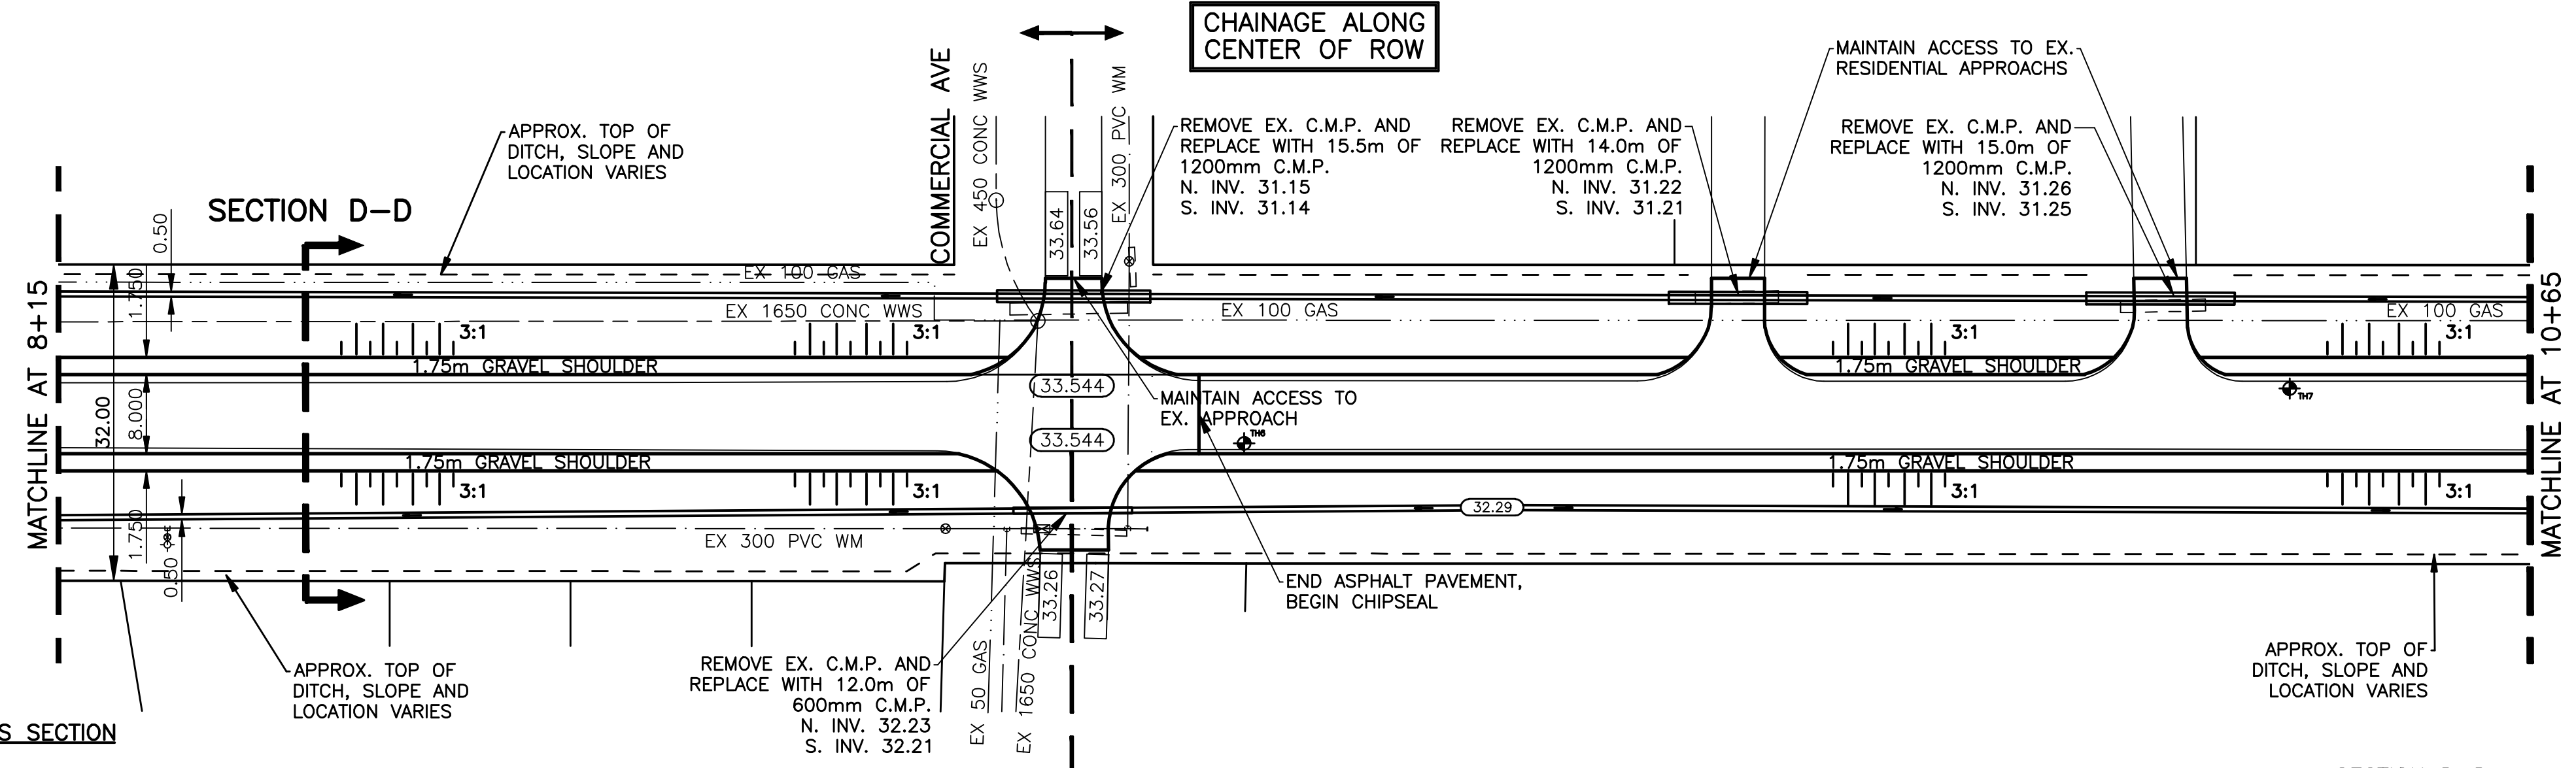 CHAINAGE ALONG
CENTER OF ROW
MAINTAIN ACCESS TO EX.
RESIDENTIAL APPROACHS
APPROX. TOP OF
DITCH, SLOPE AND
LOCATION VARIES
COMMERCIAL AVE
EX 450 CONC WWS
EX 300 PVC WM
REMOVE EX. C.M.P. AND
REPLACE WITH 15.5m OF
1200mm C.M.P.
N. INV. 31.15
S. INV. 31.14
REMOVE EX. C.M.P. AND
REPLACE WITH 14.0m OF
1200mm C.M.P.
N. INV. 31.22
S. INV. 31.21
REMOVE EX. C.M.P. AND
REPLACE WITH 15.0m OF
1200mm C.M.P.
N. INV. 31.26
S. INV. 31.25
SECTION D-D
0.50
33.64
33.56
1.750
EX 100 GAS
EX 1650 CONC WWS
EX 100 GAS
EX 100 GAS
MATCHLINE AT 8+15
MATCHLINE AT 10+65
3:1
3:1
3:1
3:1
1.75m GRAVEL SHOULDER
1.75m GRAVEL SHOULDER
32.00
8.000
33.544
MAINTAIN ACCESS TO
EX. APPROACH
TH7
33.544
TH6
1.75m GRAVEL SHOULDER
1.75m GRAVEL SHOULDER
3:1
3:1
3:1
3:1
32.29
1.750
0.50
EX 300 PVC WM
33.26
33.27
END ASPHALT PAVEMENT,
BEGIN CHIPSEAL
APPROX. TOP OF
DITCH, SLOPE AND
LOCATION VARIES
REMOVE EX. C.M.P. AND
REPLACE WITH 12.0m OF
600mm C.M.P.
N. INV. 32.23
S. INV. 32.21
EX 50 GAS
EX 1650 CONC WWS
APPROX. TOP OF
DITCH, SLOPE AND
LOCATION VARIES
S SECTION